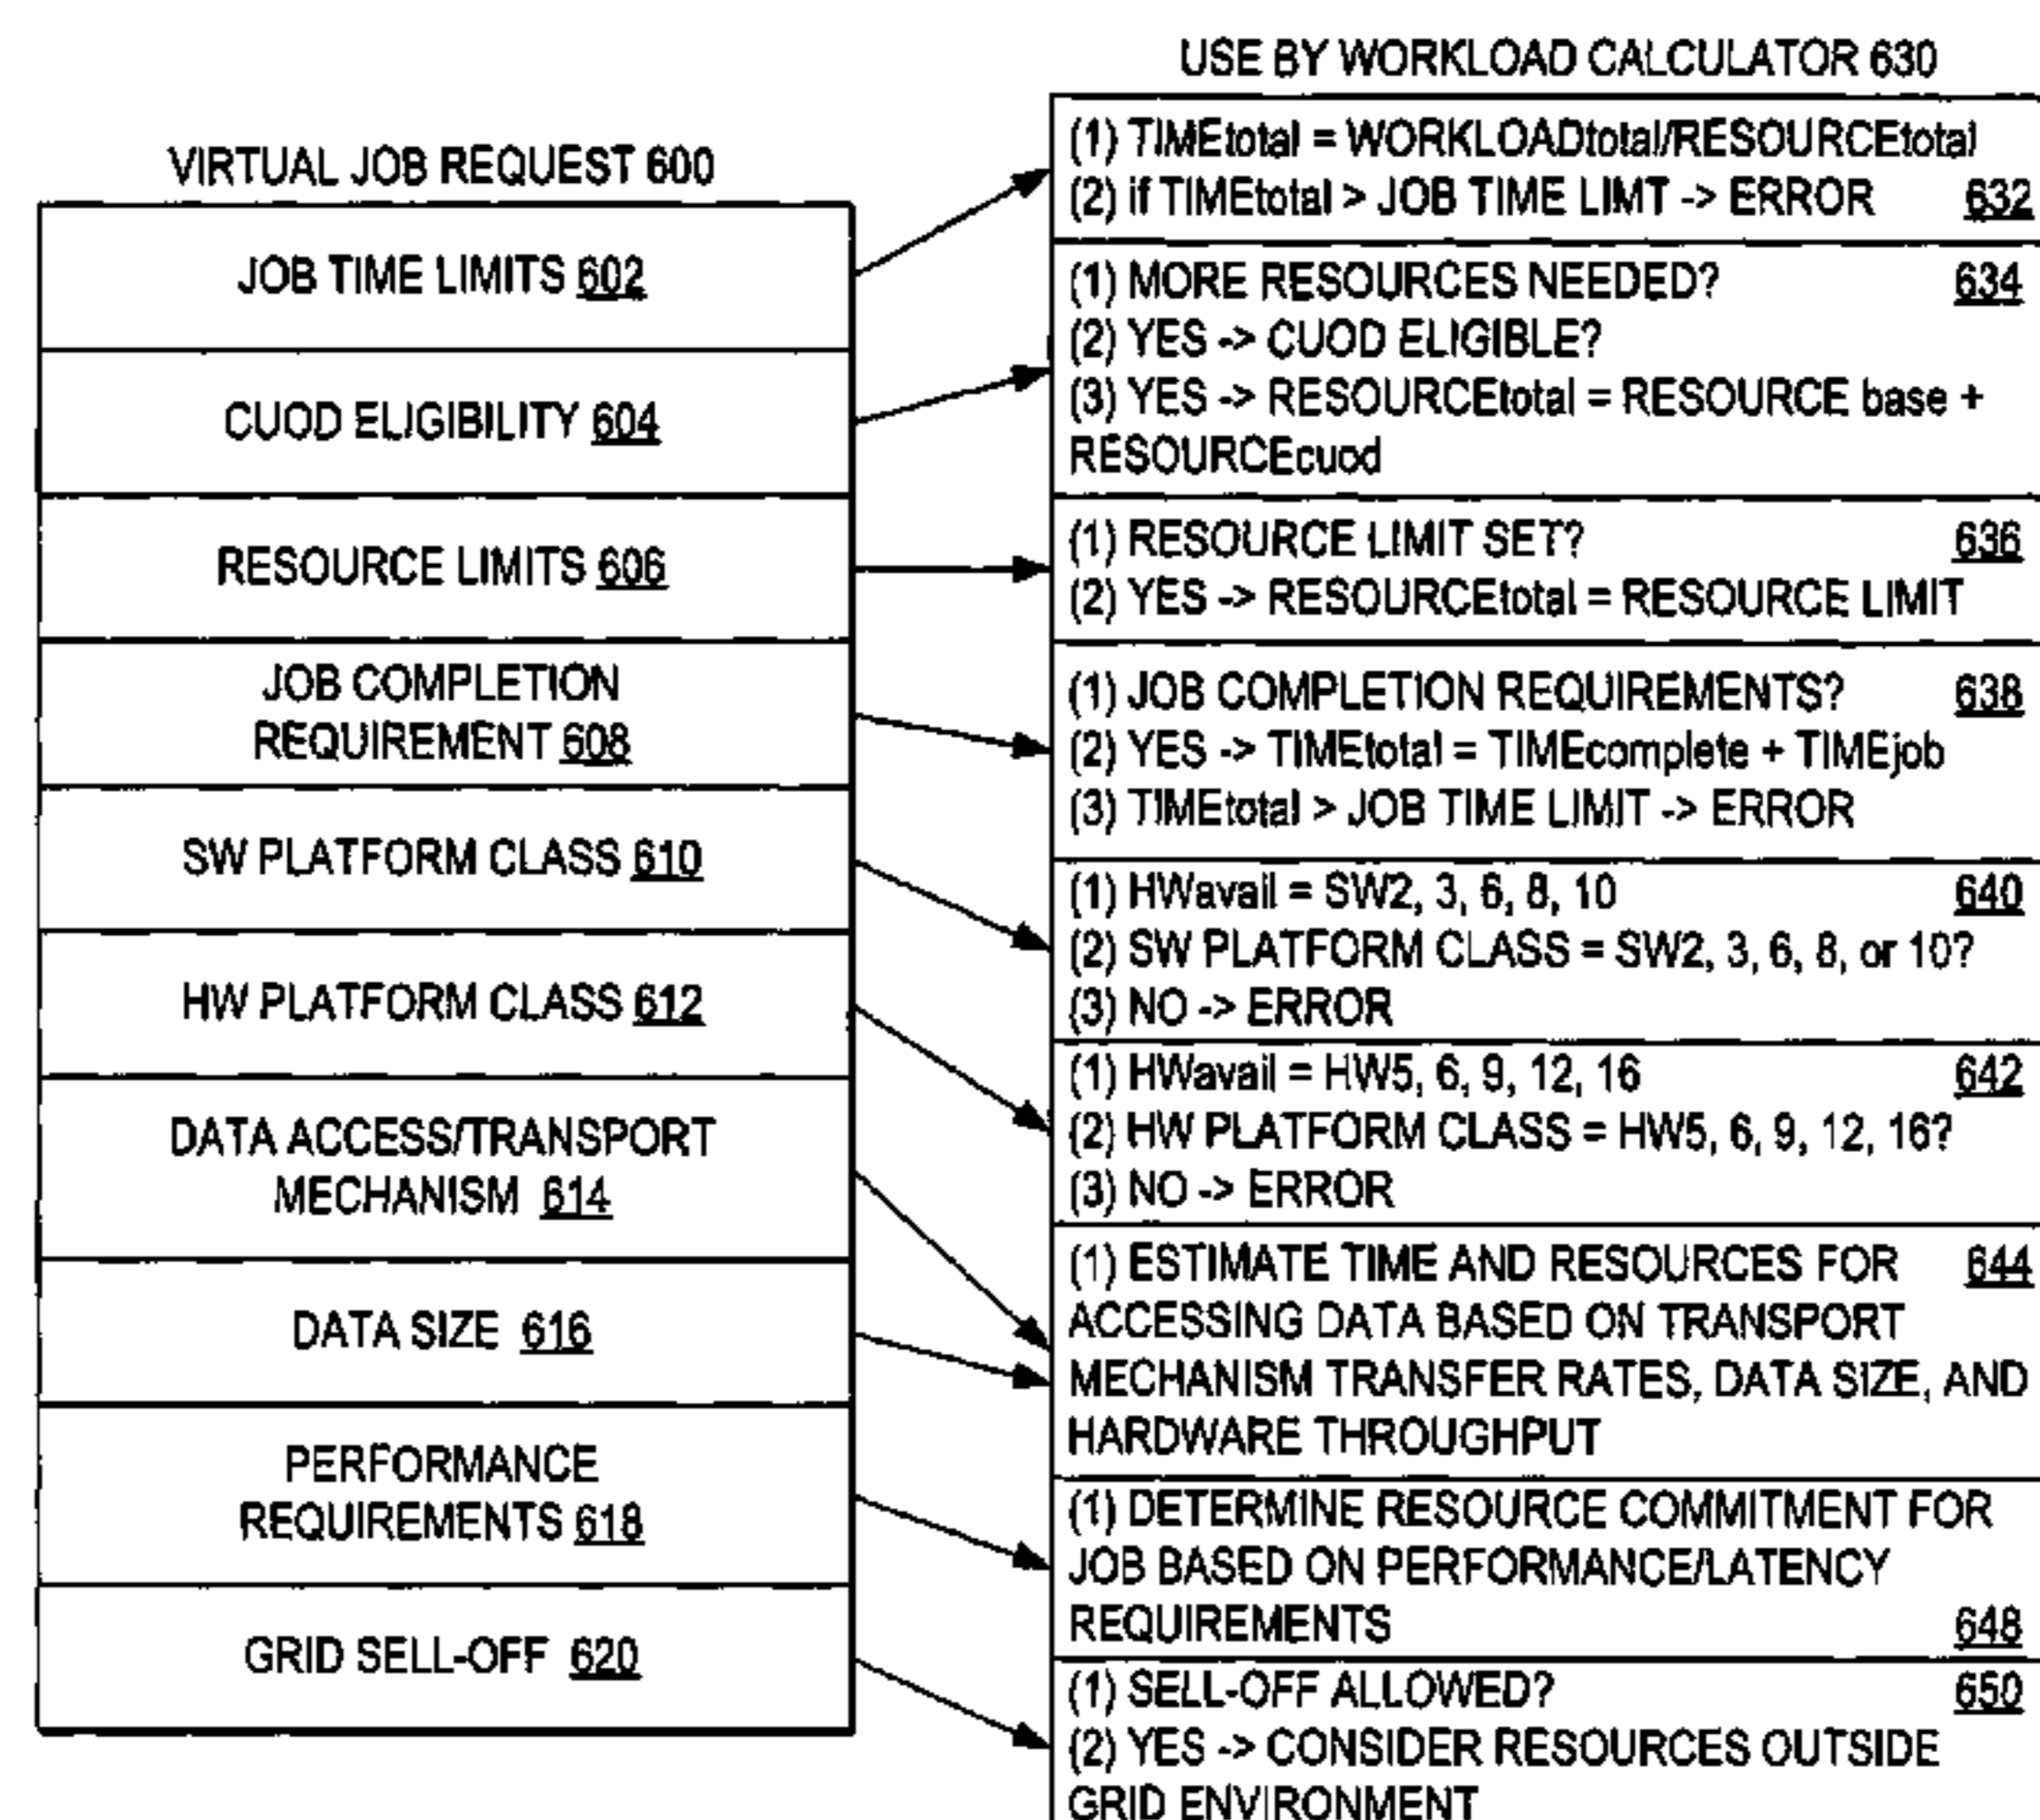 USE BY WORKLOAD CALCULATOR 630
VIRTUAL JOB REQUEST 600
JOB TIME LIMITS 602
CUOD ELIGIBILITY 604
RESOURCE LIMITS 606
JOB COMPLETION
REQUIREMENT 608
SW PLATFORM CLASS 610
HW PLATFORM CLASS 612
DATA ACCESS/TRANSPORT
MECHANISM 614
DATA SIZE 616
PERFORMANCE
REQUIREMENTS 618
GRID SELL-OFF 620
(1) TIMEtotal = WORKLOADtotal/RESOURCEtotal
(2) if TIMEtotal > JOB TIME LIMT -> ERROR 632
(1) MORE RESOURCES NEEDED? 634
(2) YES -> CUOD ELIGIBLE?
(3) YES -> RESOURCEtotal = RESOURCE base +
RESOURCEcuod
(1) RESOURCE LIMIT SET? 636
(2) YES -> RESOURCEtotal = RESOURCE LIMIT
(1) JOB COMPLETION REQUIREMENTS? 638
(2) YES -> TIMEtotal = TIMEcomplete + TIMEjob
(3) TIMEtotal > JOB TIME LIMIT -> ERROR
(1) HWavail = SW2, 3, 6, 8, 10 640
(2) SW PLATFORM CLASS = SW2, 3, 6, 8, or 10?
(3) NO -> ERROR
(1) HWavail = HW5, 6, 9, 12, 16 642
(2) HW PLATFORM CLASS = HW5, 6, 9, 12, 16?
(3) NO -> ERROR
(1) ESTIMATE TIME AND RESOURCES FOR 644
ACCESSING DATA BASED ON TRANSPORT
MECHANISM TRANSFER RATES, DATA SIZE, AND
HARDWARE THROUGHPUT
(1) DETERMINE RESOURCE COMMITMENT FOR
JOB BASED ON PERFORMANCE/LATENCY
REQUIREMENTS 648
(1) SELL-OFF ALLOWED? 650
(2) YES -> CONSIDER RESOURCES OUTSIDE
GRID ENVIRONMENT